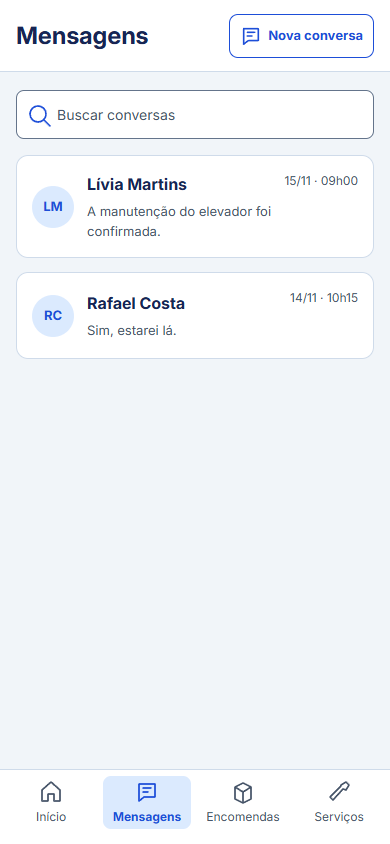 Mensagens
Nova conversa
Buscar conversas
LM
Lívia Martins
15/11 · 09h00
A manutenção do elevador foi
confirmada.
RC
Rafael Costa
14/11 · 10h15
Sim, estarei lá.
Início
Mensagens
Encomendas
Serviços